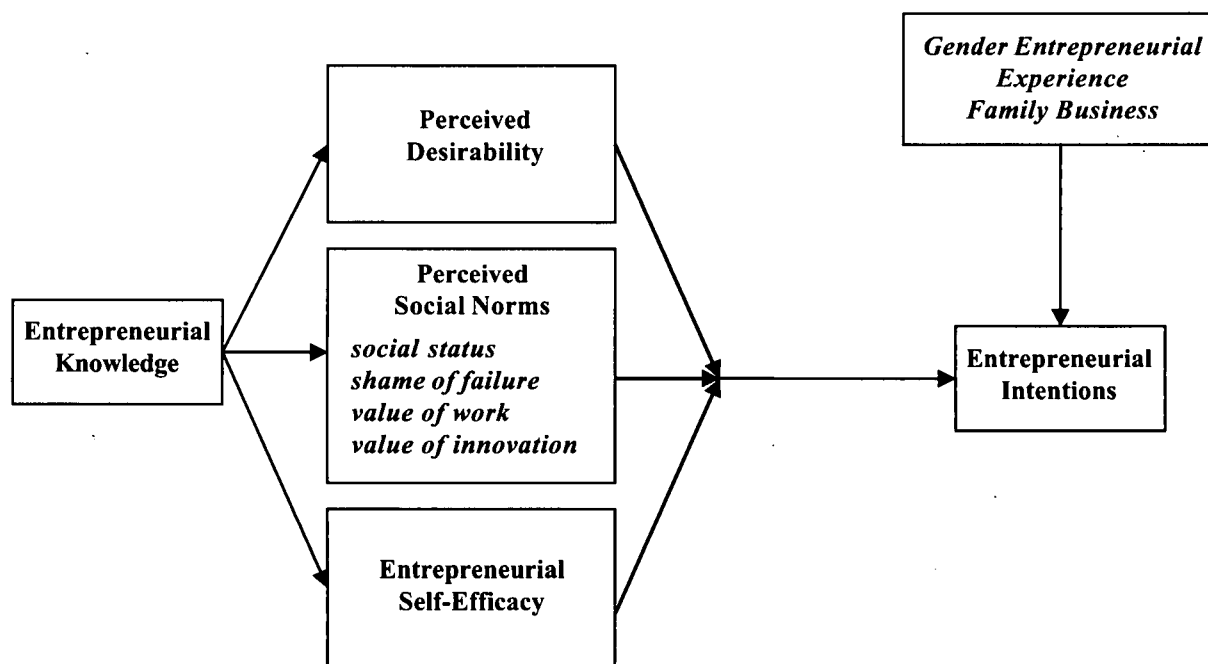 Gender Entrepreneurial
Experience
Family Business
Perceived
Desirability
Perceived
Social Norms
social status
shame of failure
value of work
value of innovation
Entrepreneurial
Knowledge
Entrepreneurial
Intentions
Entrepreneurial
Self-Efficacy